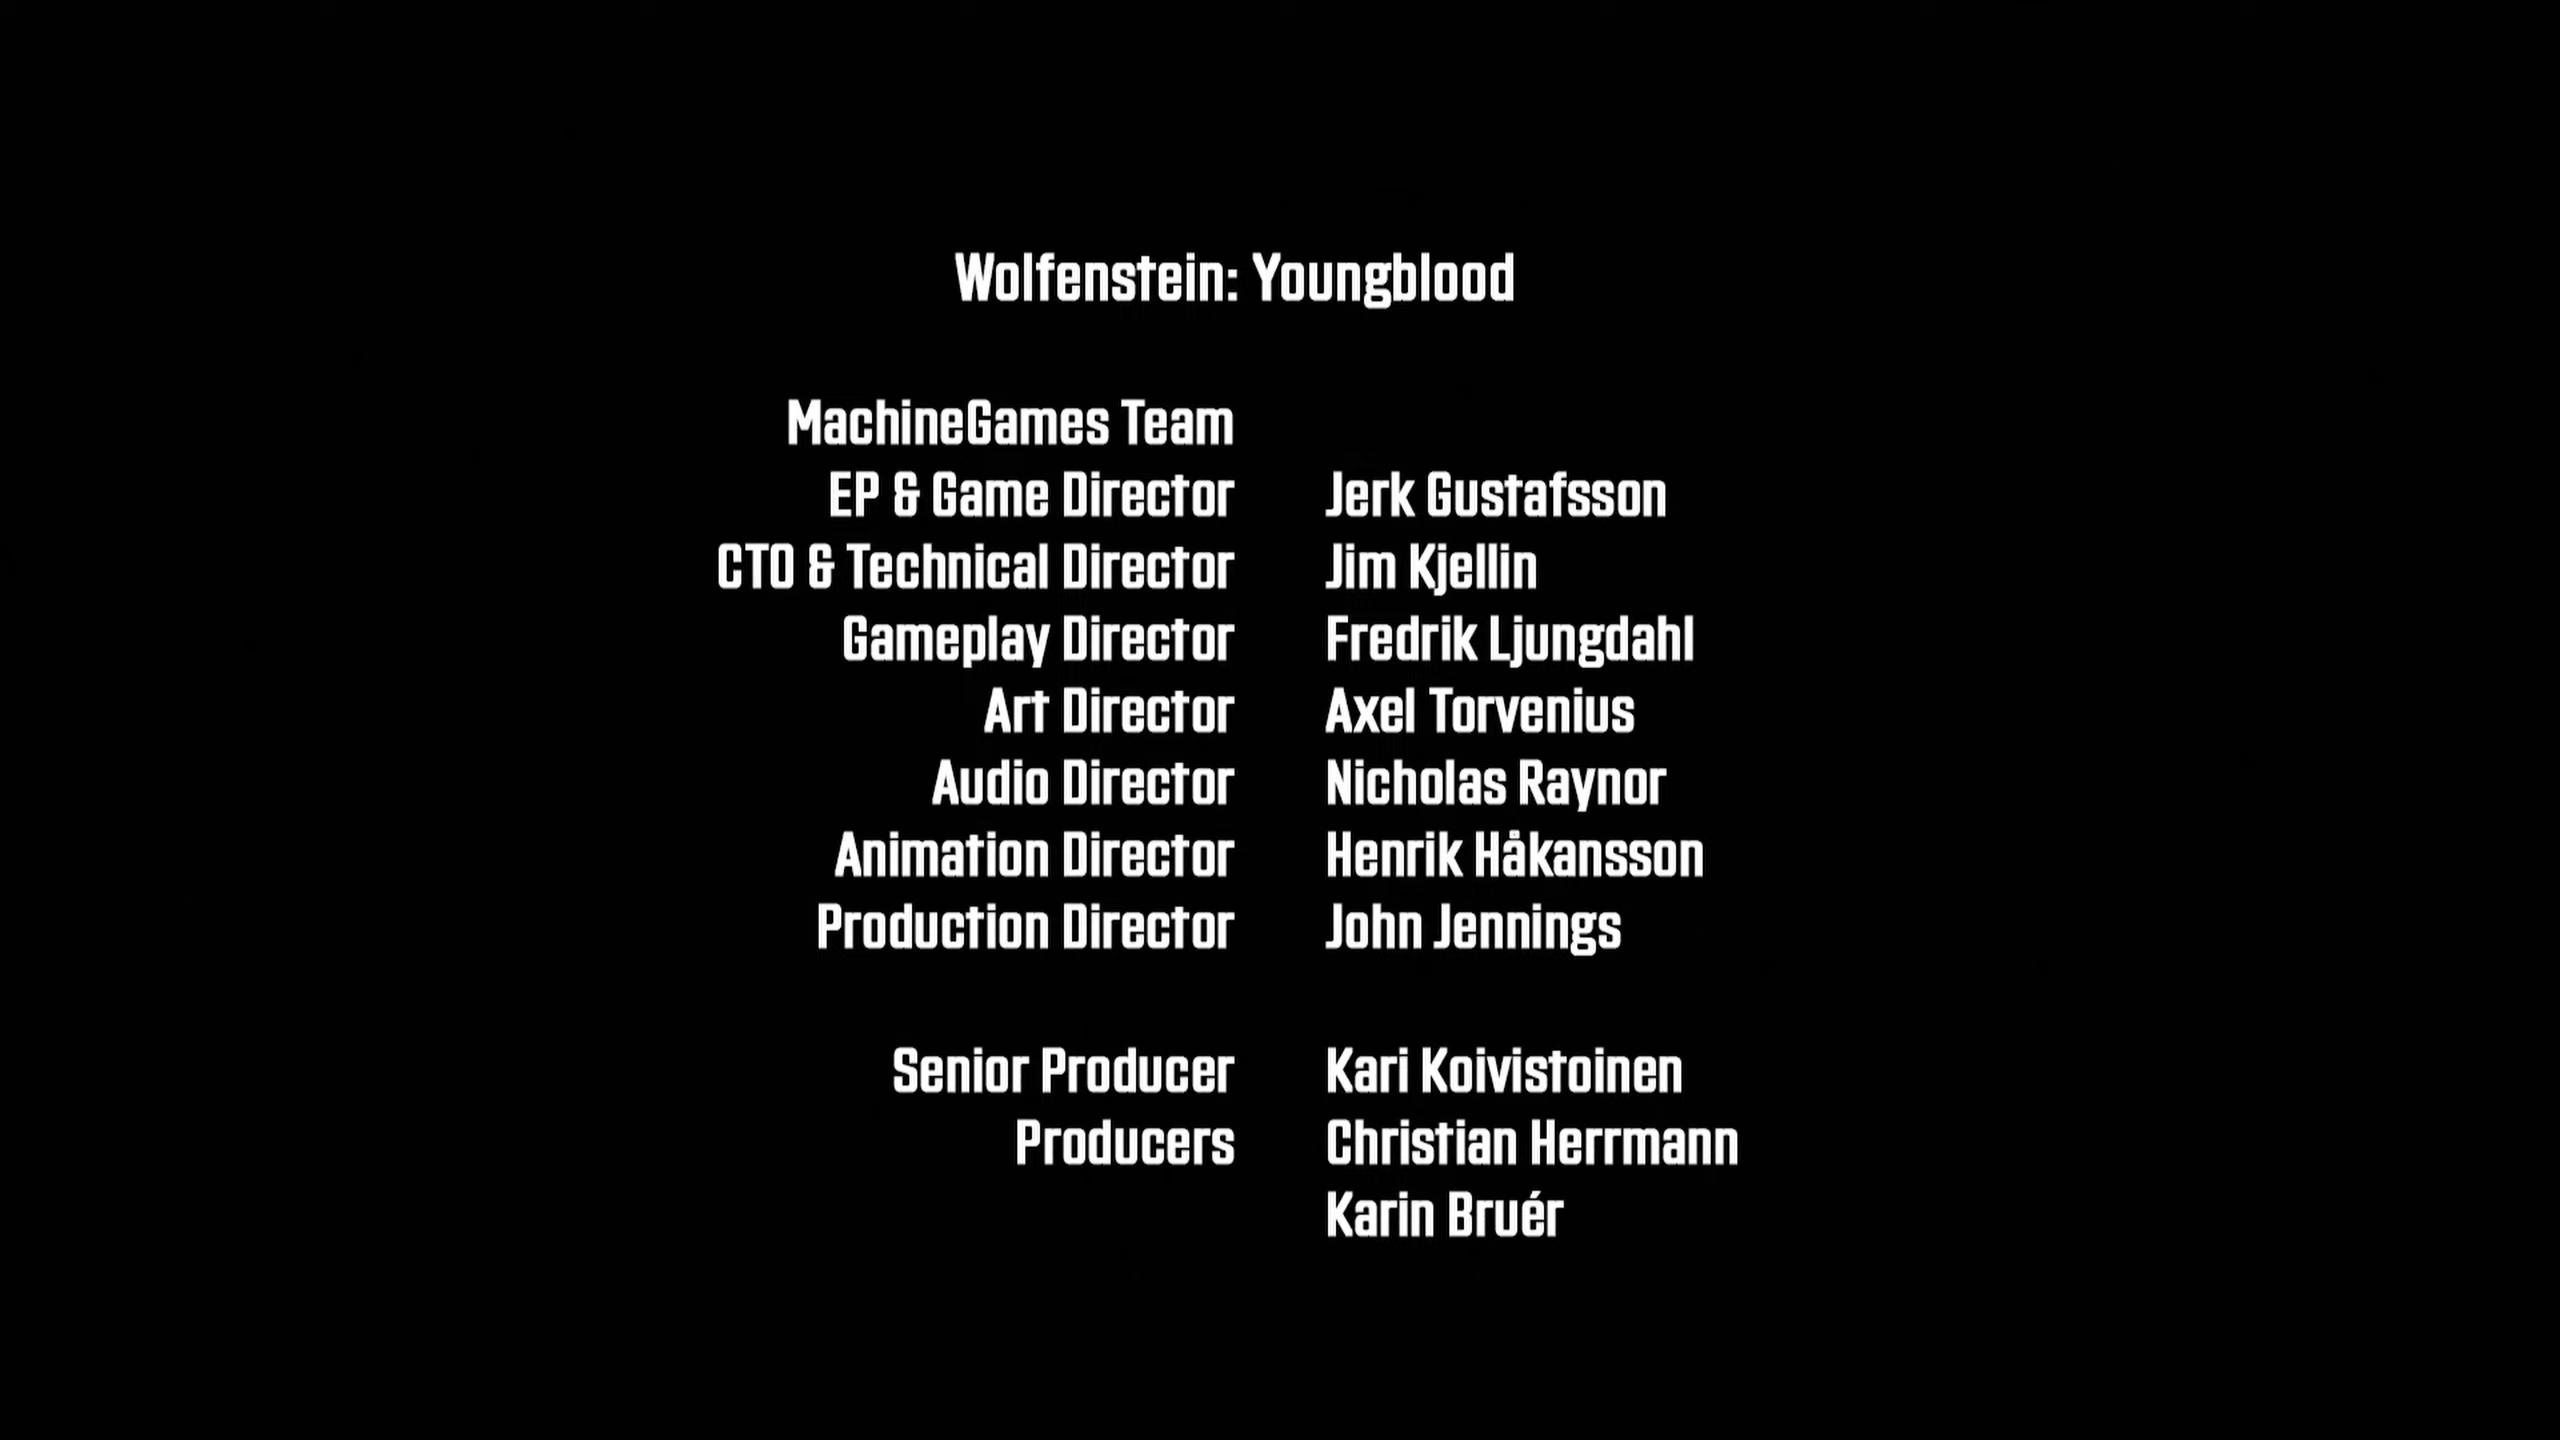 Wolfenstein: Youngblood
MachineGames Team
EP & Game Director Jerk Gustafsson
CTO & Technical Director Jim Kjellin
Gameplay Director Fredrik Ljungdahl
Art Director Axel Torvenius
Audio Director Nicholas Raynor
Animation Director Henrik Håkansson
Production Director John Jennings
Senior Producer Kari Koivistoinen
Producers Christian Herrmann
Karin Bruér